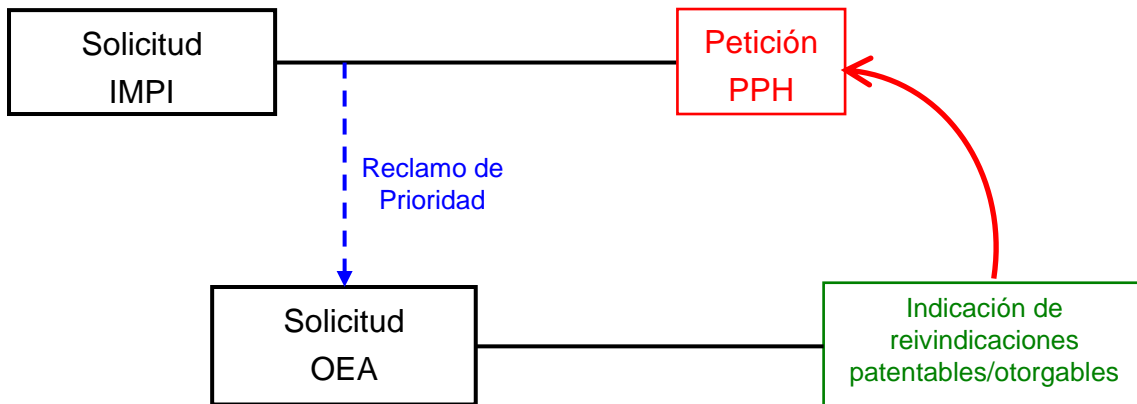 Solicitud
IMPI
Petición
PPH
Reclamo de
Prioridad
Solicitud
OEA
Indicación de
reivindicaciones
patentables/otorgables